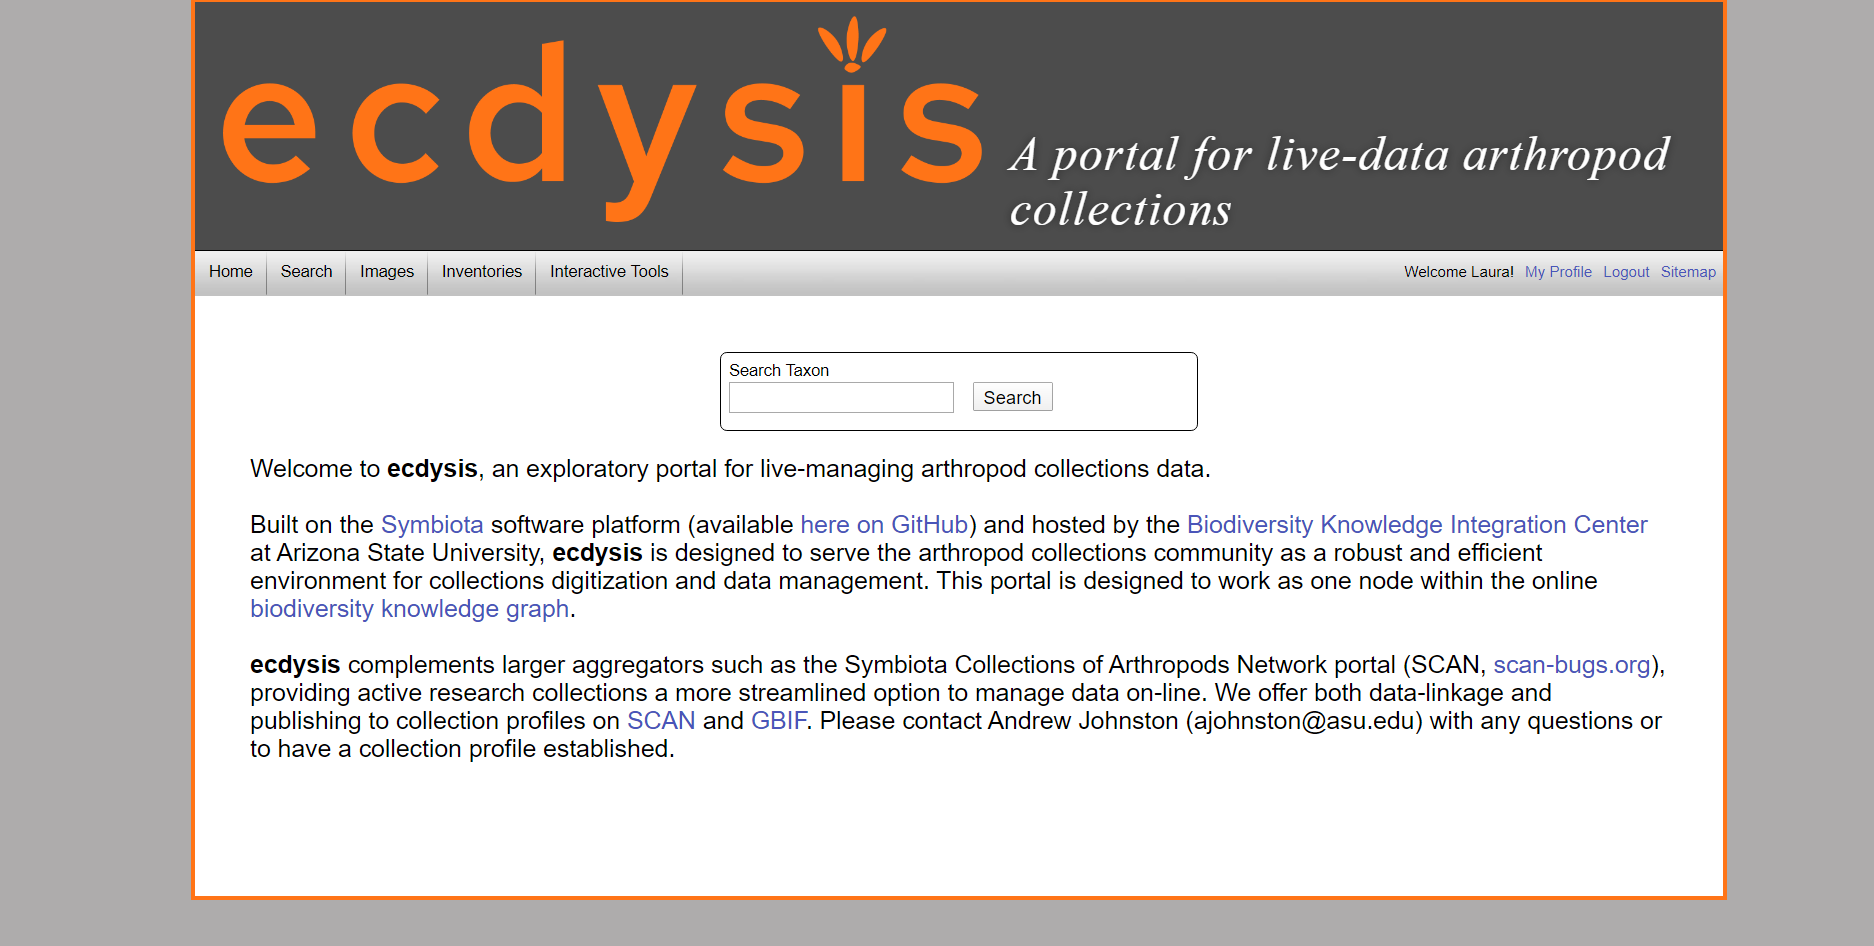 ecdysis
A portal for live-data arthropod
collections
Home Search Images Inventories Interactive Tools Welcome Laura! My Profile Logout Sitemap
Search Taxon
Search
Welcome to ecdysis, an exploratory portal for live-managing arthropod collections data.
Built on the Symbiota software platform (available here on GitHub) and hosted by the Biodiversity Knowledge Integration Center
at Arizona State University, ecdysis is designed to serve the arthropod collections community as a robust and efficient
environment for collections digitization and data management. This portal is designed to work as one node within the online
biodiversity knowledge graph.
ecdysis complements larger aggregators such as the Symbiota Collections of Arthropods Network portal (SCAN, scan-bugs.org),
providing active research collections a more streamlined option to manage data on-line. We offer both data-linkage and
publishing to collection profiles on SCAN and GBIF. Please contact Andrew Johnston (ajohnston@asu.edu) with any questions or
to have a collection profile established.